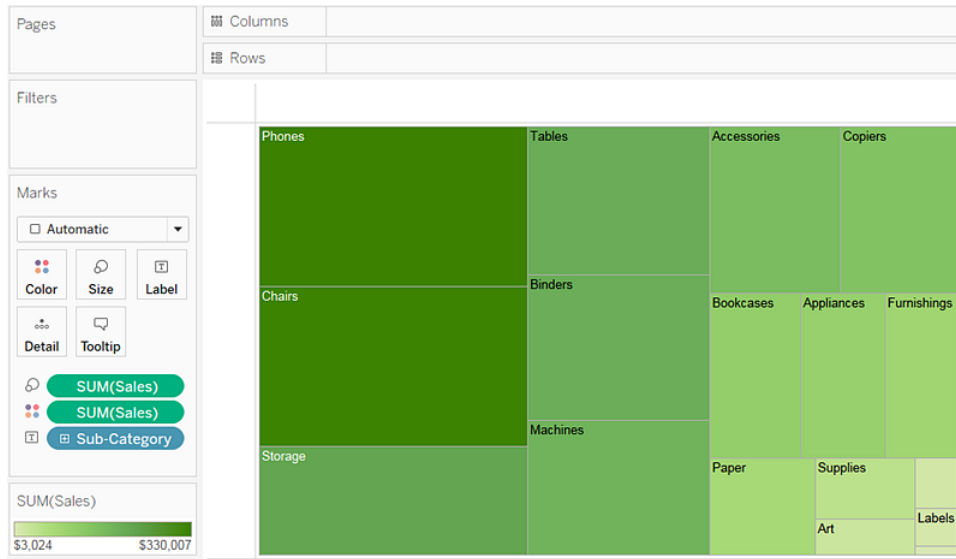 Pages
Columns
Rows
Filters
Marks
Automatic
Color Size Label
Detail Tooltip
SUM(Sales)
SUM(Sales)
Sub-Category
SUM(Sales)
$3,024 $330,007
Phones Tables Accessories Copiers
Chairs Binders Bookcases Appliances Furnishings
Storage Machines Paper Supplies
Art Labels